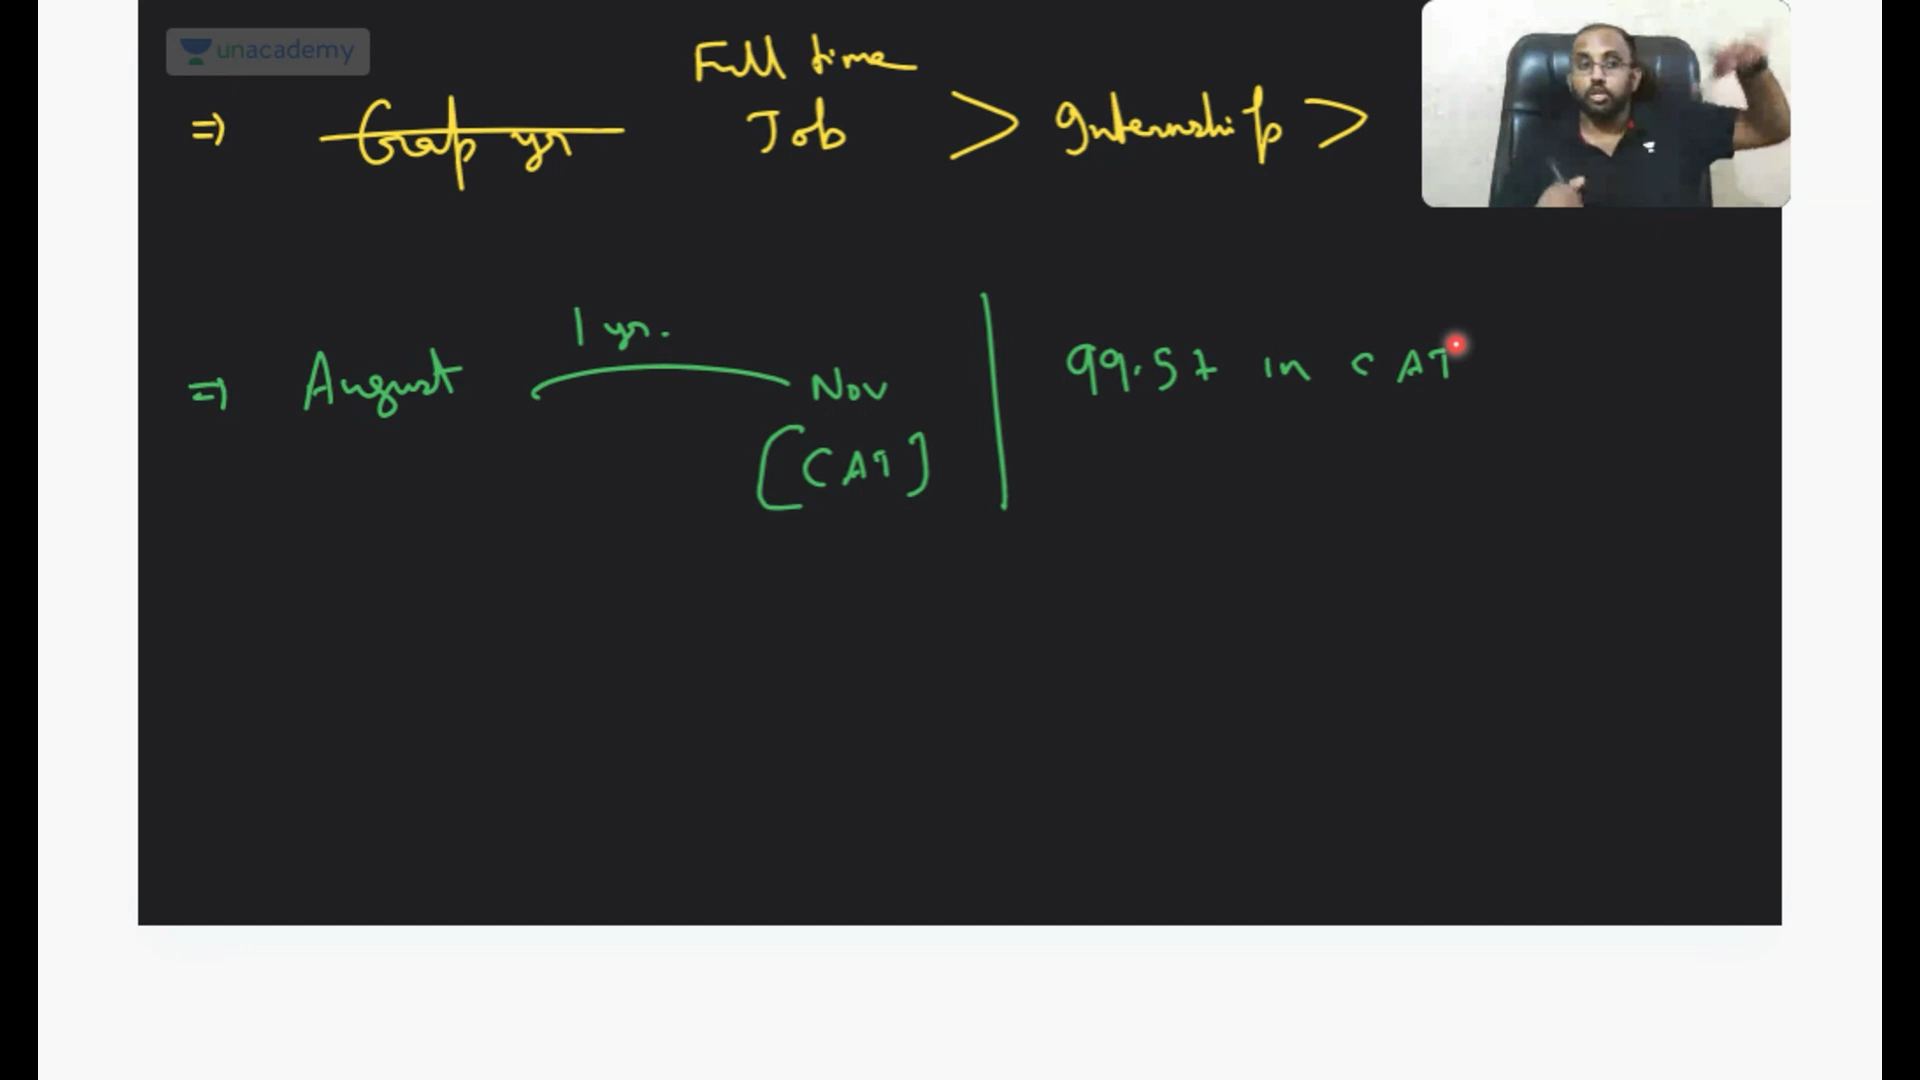 unacademy
Full time
⇒ Gap yr Job > Internship >
1 yr.
⇒ August Nov | 99.5+ in CAT
[CAT]